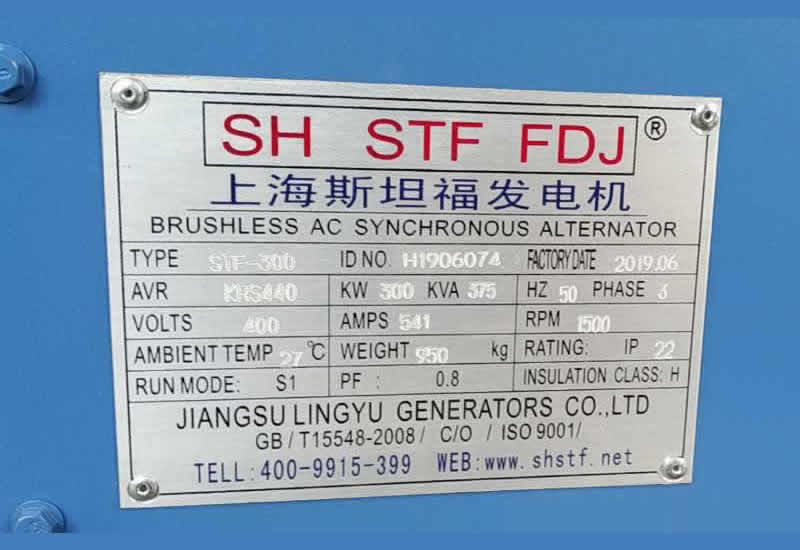 SH STF FDJ ®
上海斯坦福发电机
BRUSHLESS AC SYNCHRONOUS ALTERNATOR
TYPE STF-300 ID NO. H1906074 FACTORY DATE 2019.06
AVR KRS440 KW 300 KVA 375 HZ 50 PHASE 3
VOLTS 400 AMPS 541 RPM 1500
AMBIENT TEMP 27 ℃ WEIGHT 950 kg RATING: IP 22
RUN MODE: S1 PF : 0.8 INSULATION CLASS: H
JIANGSU LINGYU GENERATORS CO.,LTD
GB/T15548-2008/ C/O / ISO 9001/
TELL:400-9915-399 WEB:www.shstf.net